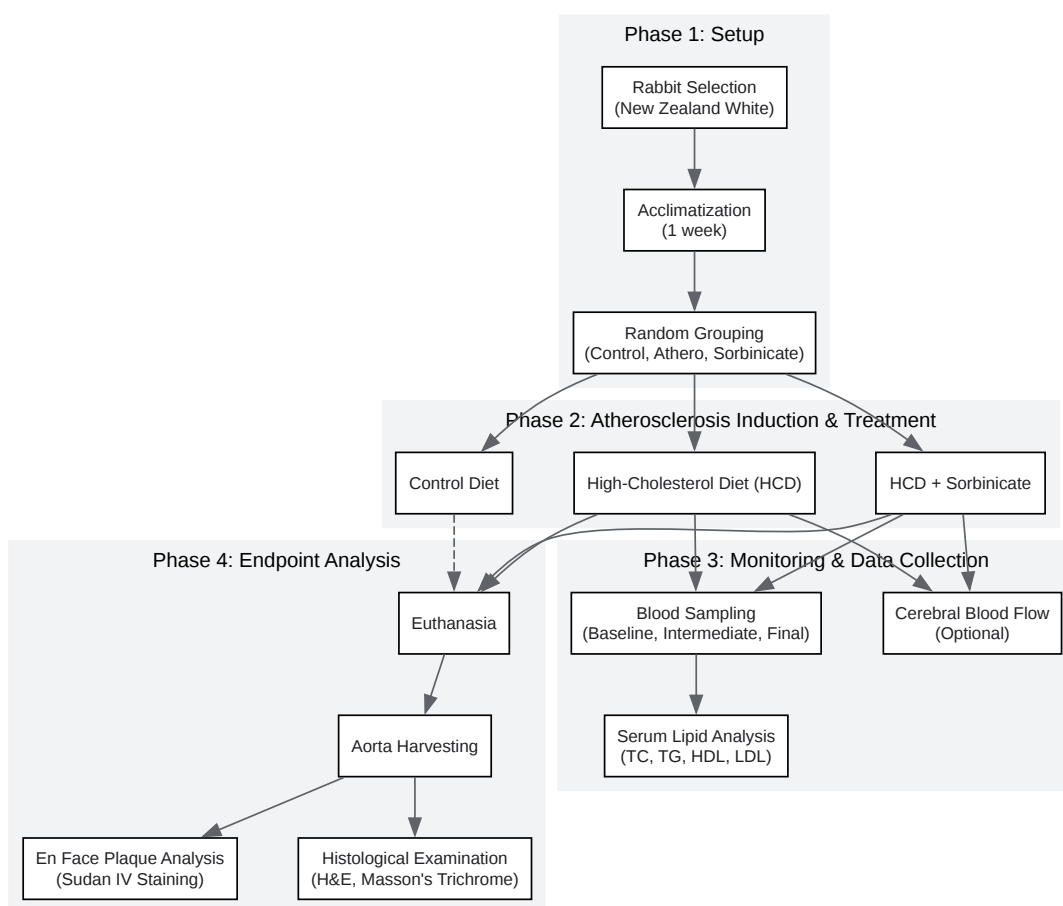 Phase 1: Setup
Rabbit Selection
(New Zealand White)
Acclimatization
(1 week)
Random Grouping
(Control, Athero, Sorbinicate)
Phase 2: Atherosclerosis Induction & Treatment
Control Diet
High-Cholesterol Diet (HCD)
HCD + Sorbinicate
Phase 4: Endpoint Analysis
Euthanasia
Aorta Harvesting
En Face Plaque Analysis
(Sudan IV Staining)
Histological Examination
(H&E, Masson's Trichrome)
Phase 3: Monitoring & Data Collection
Blood Sampling
(Baseline, Intermediate, Final)
Cerebral Blood Flow
(Optional)
Serum Lipid Analysis
(TC, TG, HDL, LDL)